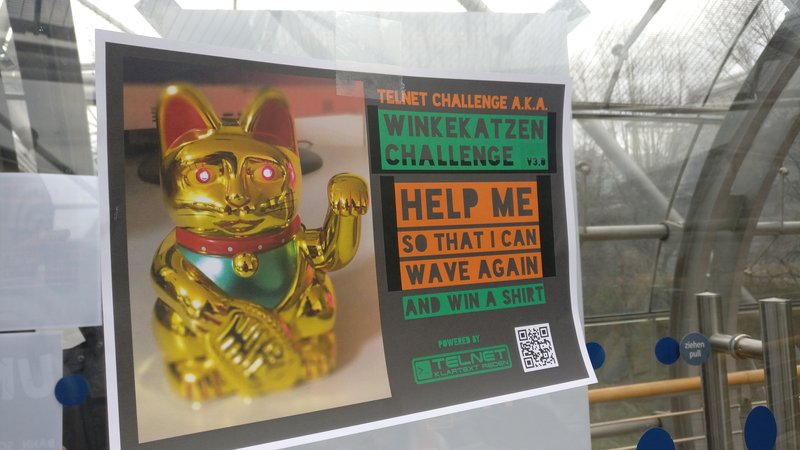 TELNET CHALLENGE A.K.A.
WINKEKATZEN
CHALLENGE V3.0
HELP ME
SO THAT I CAN
WAVE AGAIN
AND WIN A SHIRT
POWERED BY
TELNET
KLARTEXT REDEN
ziehen
pull